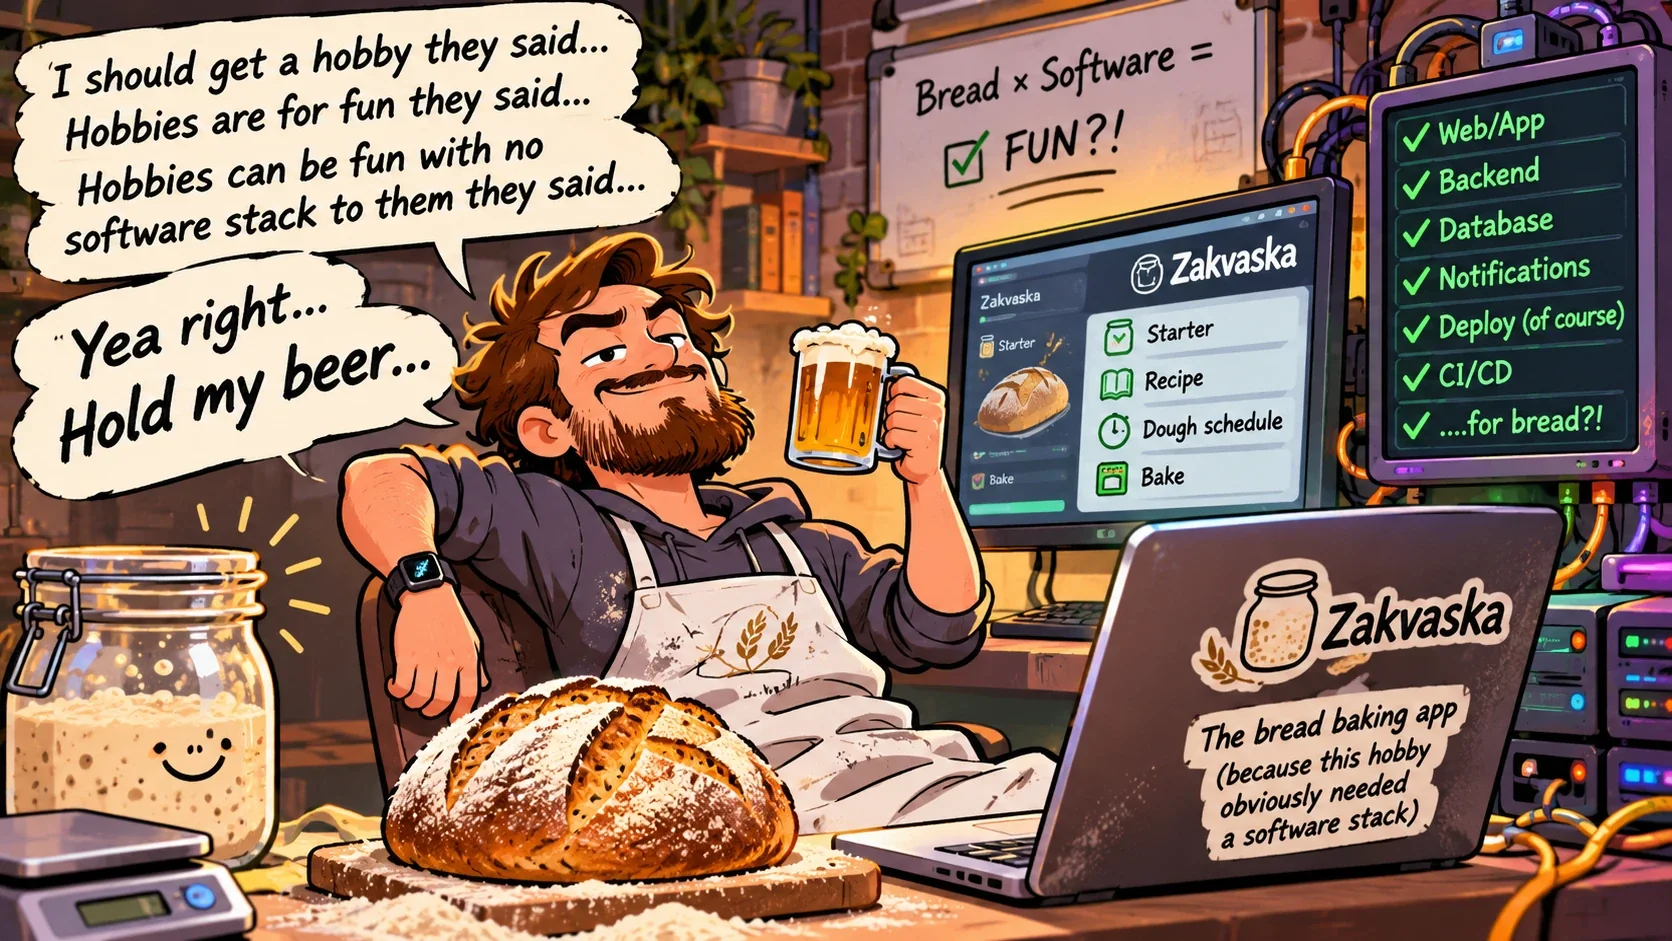 I should get a hobby they said...
Hobbies are for fun they said...
Hobbies can be fun with no
software stack to them they said...
Yea right...
Hold my beer...
Bread × Software =
FUN?!
Zakvaska
Zakvaska
Starter
Starter
Recipe
Dough schedule
Bake
Bake
Web/App
Backend
Database
Notifications
Deploy (of course)
CI/CD
....for bread?!
Zakvaska
The bread baking app
(because this hobby
obviously needed
a software stack)